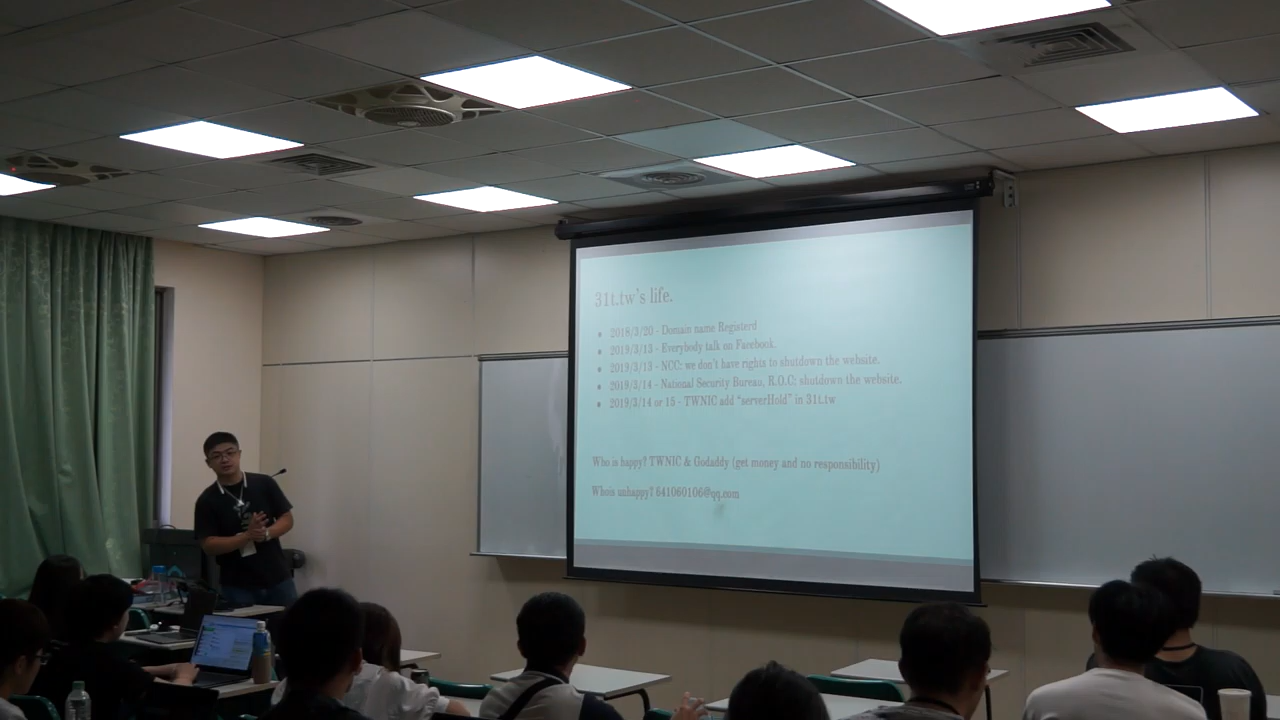 31t.tw's life.
2018/3/20 - Domain name Registerd
2019/3/13 - Everybody talk on Facebook.
2019/3/13 - NCC: we don't have rights to shutdown the website.
2019/3/14 - National Security Bureau, R.O.C: shutdown the website.
2019/3/14 or 15 - TWNIC add "serverHold" in 31t.tw
Who is happy? TWNIC & Godaddy (get money and no responsibility)
Whois unhappy? 641060106@qq.com